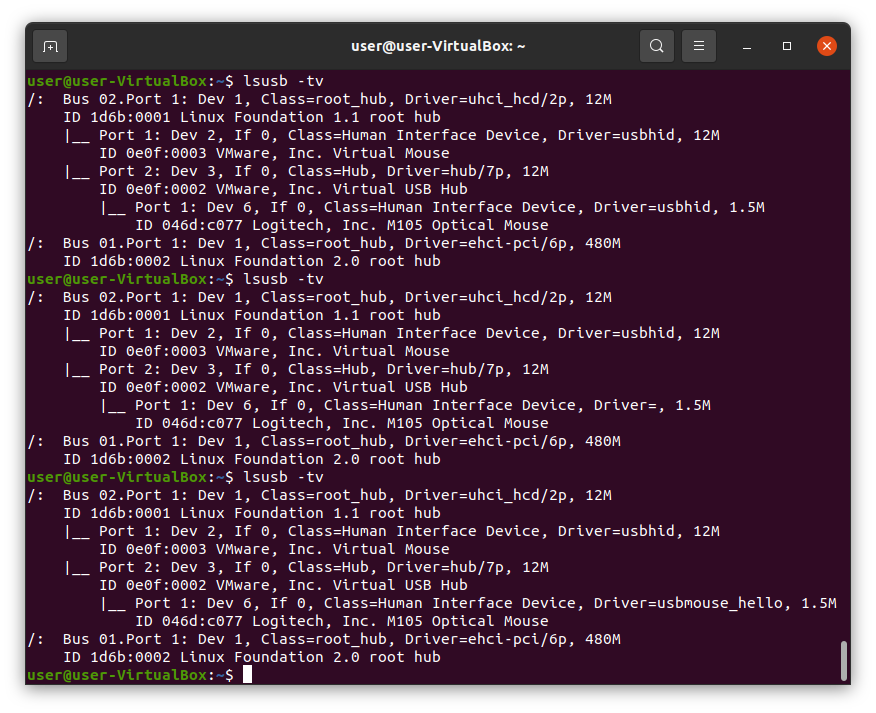 user@user-VirtualBox: ~
user@user-VirtualBox:~$ lsusb -tv
/:  Bus 02.Port 1: Dev 1, Class=root_hub, Driver=uhci_hcd/2p, 12M
    ID 1d6b:0001 Linux Foundation 1.1 root hub
    |__ Port 1: Dev 2, If 0, Class=Human Interface Device, Driver=usbhid, 12M
        ID 0e0f:0003 VMware, Inc. Virtual Mouse
    |__ Port 2: Dev 3, If 0, Class=Hub, Driver=hub/7p, 12M
        ID 0e0f:0002 VMware, Inc. Virtual USB Hub
        |__ Port 1: Dev 6, If 0, Class=Human Interface Device, Driver=usbhid, 1.5M
            ID 046d:c077 Logitech, Inc. M105 Optical Mouse
/:  Bus 01.Port 1: Dev 1, Class=root_hub, Driver=ehci-pci/6p, 480M
    ID 1d6b:0002 Linux Foundation 2.0 root hub
user@user-VirtualBox:~$ lsusb -tv
/:  Bus 02.Port 1: Dev 1, Class=root_hub, Driver=uhci_hcd/2p, 12M
    ID 1d6b:0001 Linux Foundation 1.1 root hub
    |__ Port 1: Dev 2, If 0, Class=Human Interface Device, Driver=usbhid, 12M
        ID 0e0f:0003 VMware, Inc. Virtual Mouse
    |__ Port 2: Dev 3, If 0, Class=Hub, Driver=hub/7p, 12M
        ID 0e0f:0002 VMware, Inc. Virtual USB Hub
        |__ Port 1: Dev 6, If 0, Class=Human Interface Device, Driver=, 1.5M
            ID 046d:c077 Logitech, Inc. M105 Optical Mouse
/:  Bus 01.Port 1: Dev 1, Class=root_hub, Driver=ehci-pci/6p, 480M
    ID 1d6b:0002 Linux Foundation 2.0 root hub
user@user-VirtualBox:~$ lsusb -tv
/:  Bus 02.Port 1: Dev 1, Class=root_hub, Driver=uhci_hcd/2p, 12M
    ID 1d6b:0001 Linux Foundation 1.1 root hub
    |__ Port 1: Dev 2, If 0, Class=Human Interface Device, Driver=usbhid, 12M
        ID 0e0f:0003 VMware, Inc. Virtual Mouse
    |__ Port 2: Dev 3, If 0, Class=Hub, Driver=hub/7p, 12M
        ID 0e0f:0002 VMware, Inc. Virtual USB Hub
        |__ Port 1: Dev 6, If 0, Class=Human Interface Device, Driver=usbmouse_hello, 1.5M
            ID 046d:c077 Logitech, Inc. M105 Optical Mouse
/:  Bus 01.Port 1: Dev 1, Class=root_hub, Driver=ehci-pci/6p, 480M
    ID 1d6b:0002 Linux Foundation 2.0 root hub
user@user-VirtualBox:~$